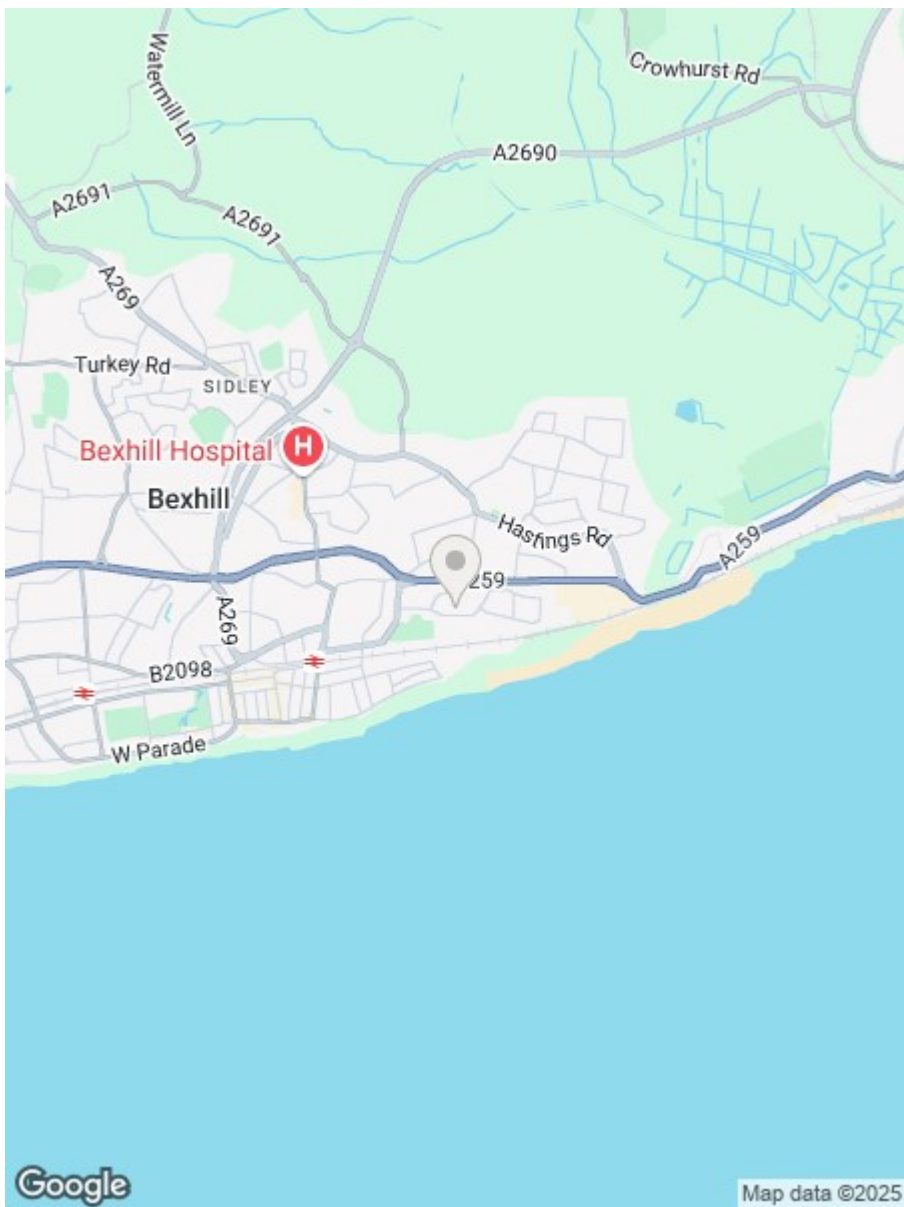 Watermill Ln
Crowhurst Rd
A2690
A2691
A2691
A269
Turkey Rd
SIDLEY
Bexhill Hospital H
Bexhill
Hastings Rd
A259
259
A269
B2098
W Parade
Google
Map data ©2025